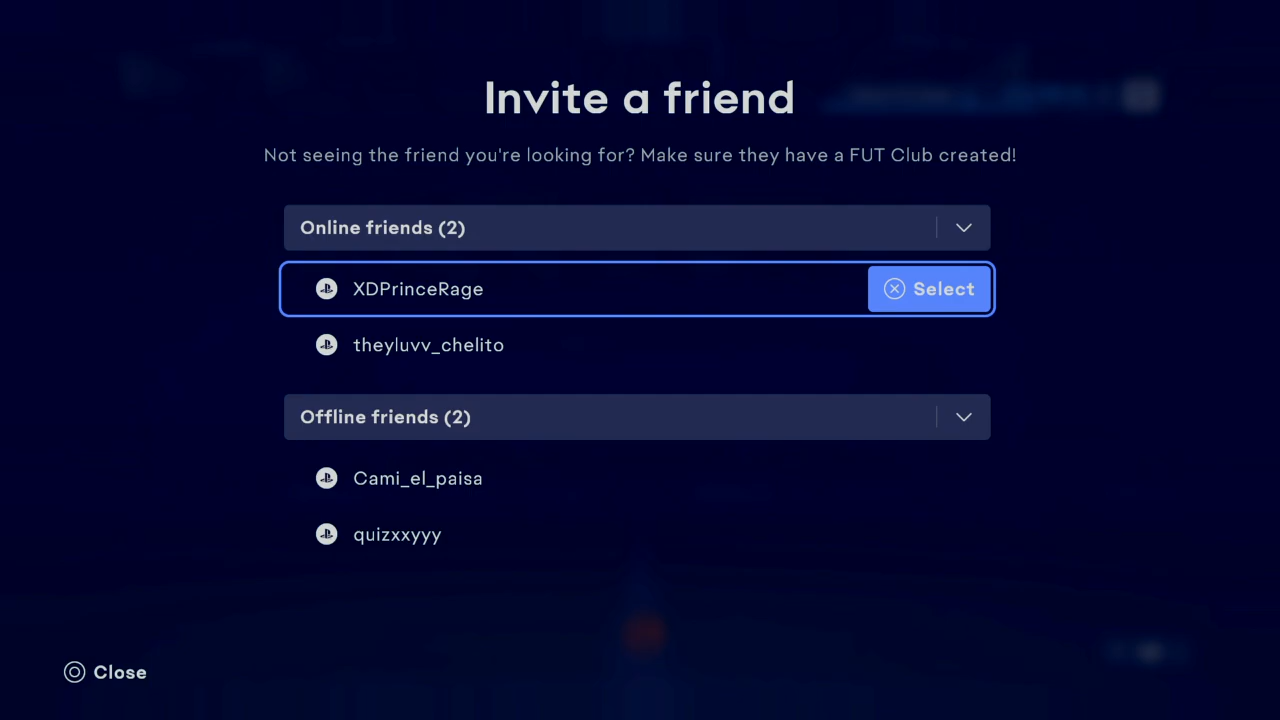 Invite a friend
Not seeing the friend you're looking for? Make sure they have a FUT Club created!
Online friends (2)
XDPrinceRage
Select
theyluvv_chelito
Offline friends (2)
Cami_el_paisa
quizxxyyy
Close